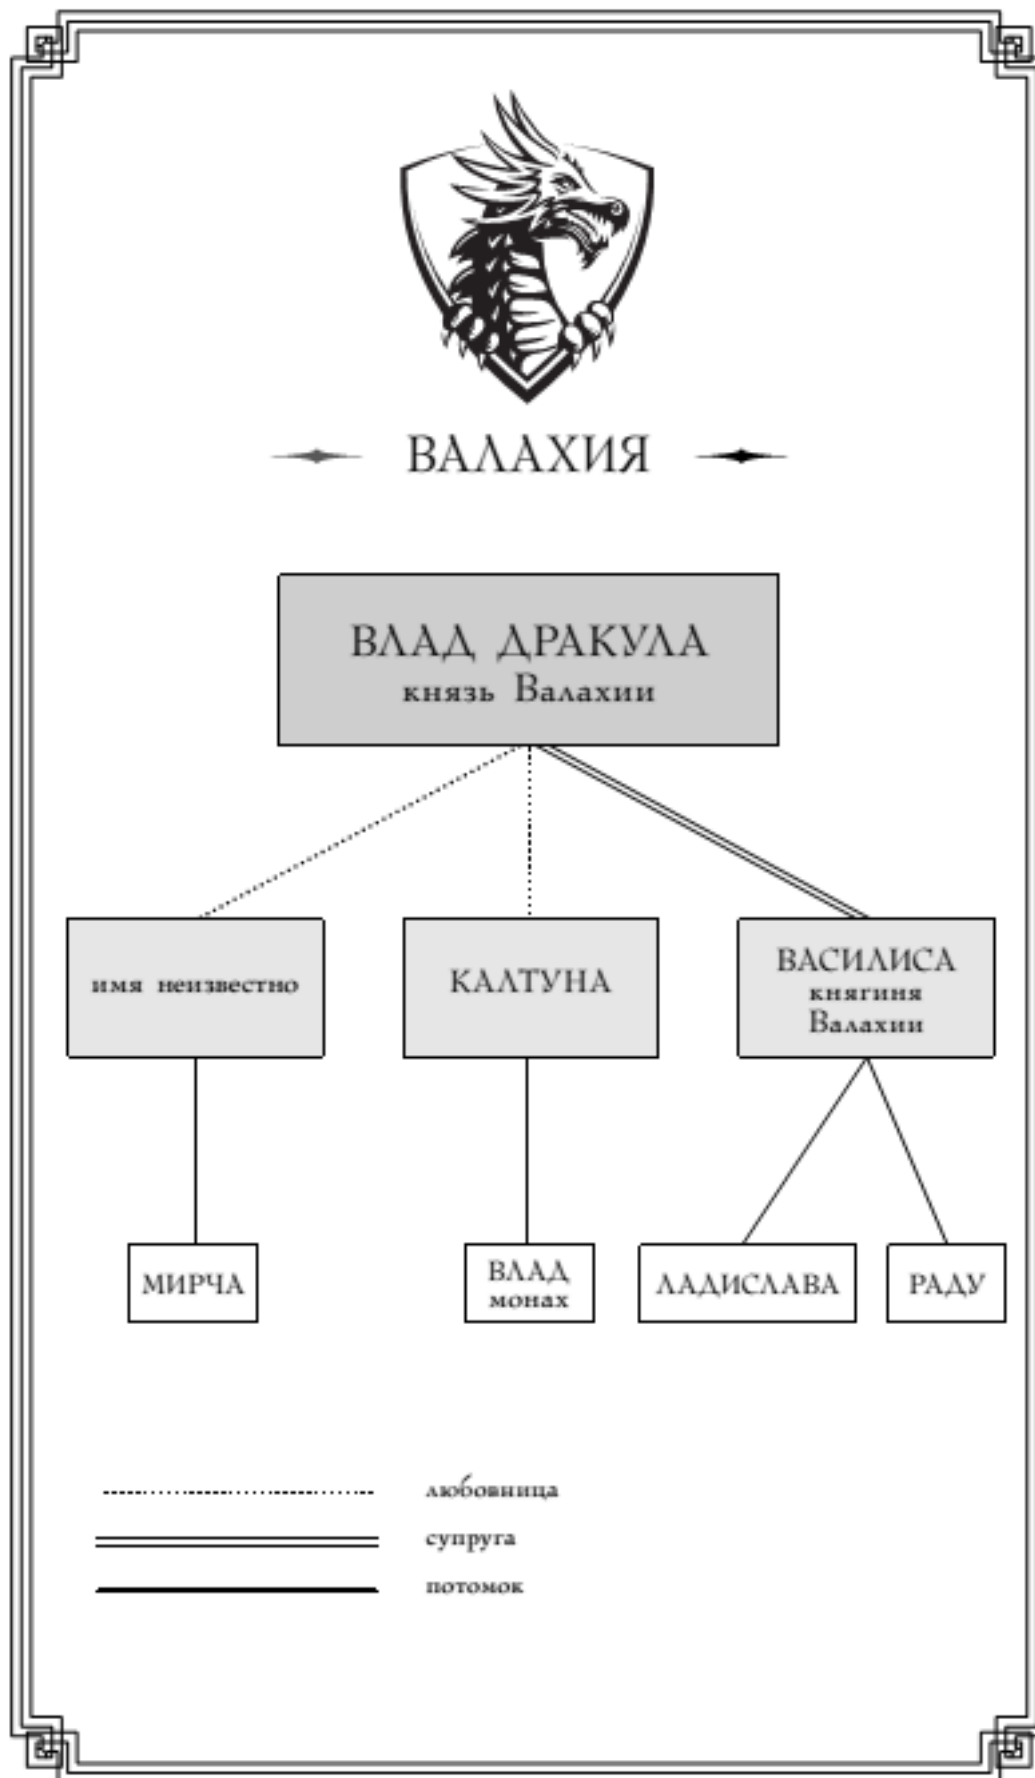 ВАЛАХИЯ
ВЛАД ДРАКУЛА
князь Валахии
имя неизвестно
КАЛТУНА
ВАСИЛИСА
княгиня
Валахии
МИРЧА
ВЛАД
монах
ЛАДИСЛАВА
РАДУ
любовница
супруга
потомок